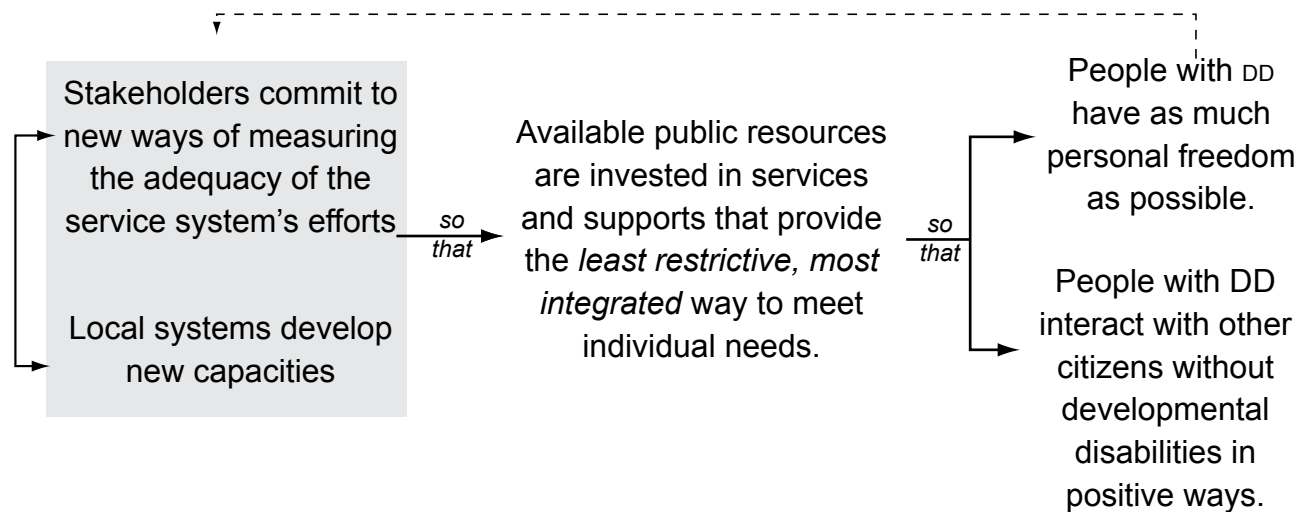 Stakeholders commit to
new ways of measuring
the adequacy of the
service system’s efforts
Local systems develop
new capacities
so
that
Available public resources
are invested in services
and supports that provide
the least restrictive, most
integrated way to meet
individual needs.
so
that
People with DD
have as much
personal freedom
as possible.
People with DD
interact with other
citizens without
developmental
disabilities in
positive ways.